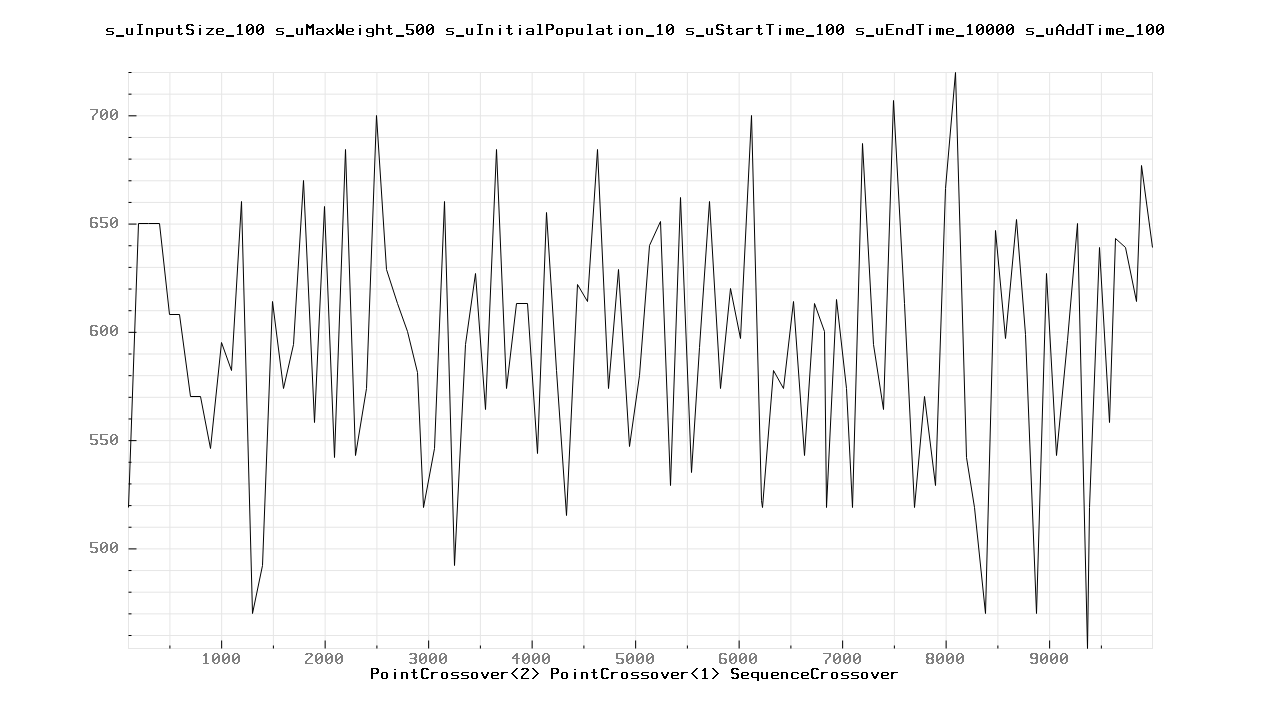 s_uInputSize_100 s_uMaxWeight_500 s_uInitialPopulation_10 s_uStartTime_100 s_uEndTime_10000 s_uAddTime_100
700
650
600
550
500
1000 2000 3000 4000 5000 6000 7000 8000 9000
PointCrossover<2> PointCrossover<1> SequenceCrossover